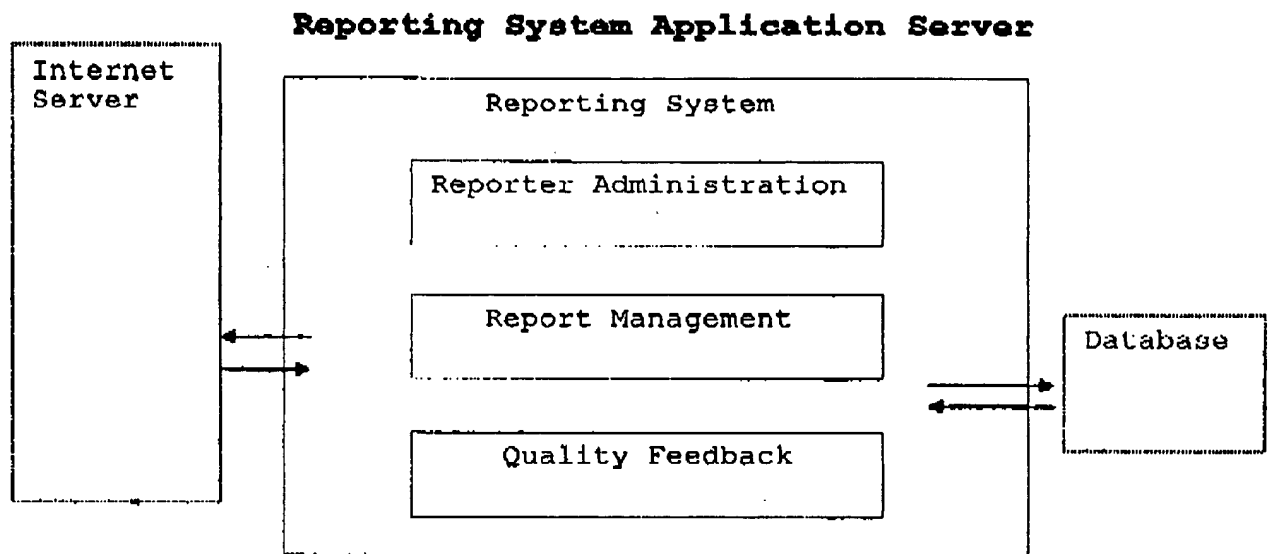 Reporting System Application Server
Internet
Server
Reporting System
Reporter Administration
Report Management
Database
Quality Feedback